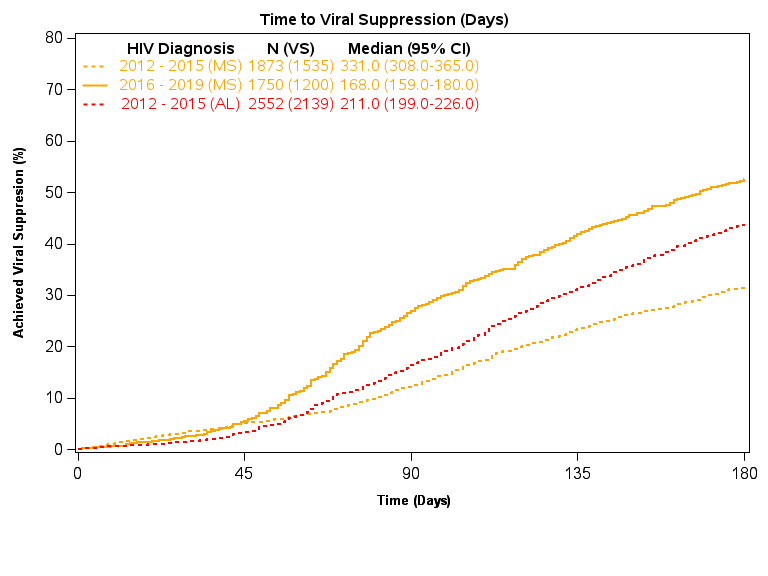 Time to Viral Suppression (Days)
HIV Diagnosis N (VS) Median (95% CI)
2012 - 2015 (MS) 1873 (1535) 331.0 (308.0-365.0)
2016 - 2019 (MS) 1750 (1200) 168.0 (159.0-180.0)
2012 - 2015 (AL) 2552 (2139) 211.0 (199.0-226.0)
Achieved Viral Suppresion (%)
80
70
60
50
40
30
20
10
0
0 45 90 135 180
Time (Days)